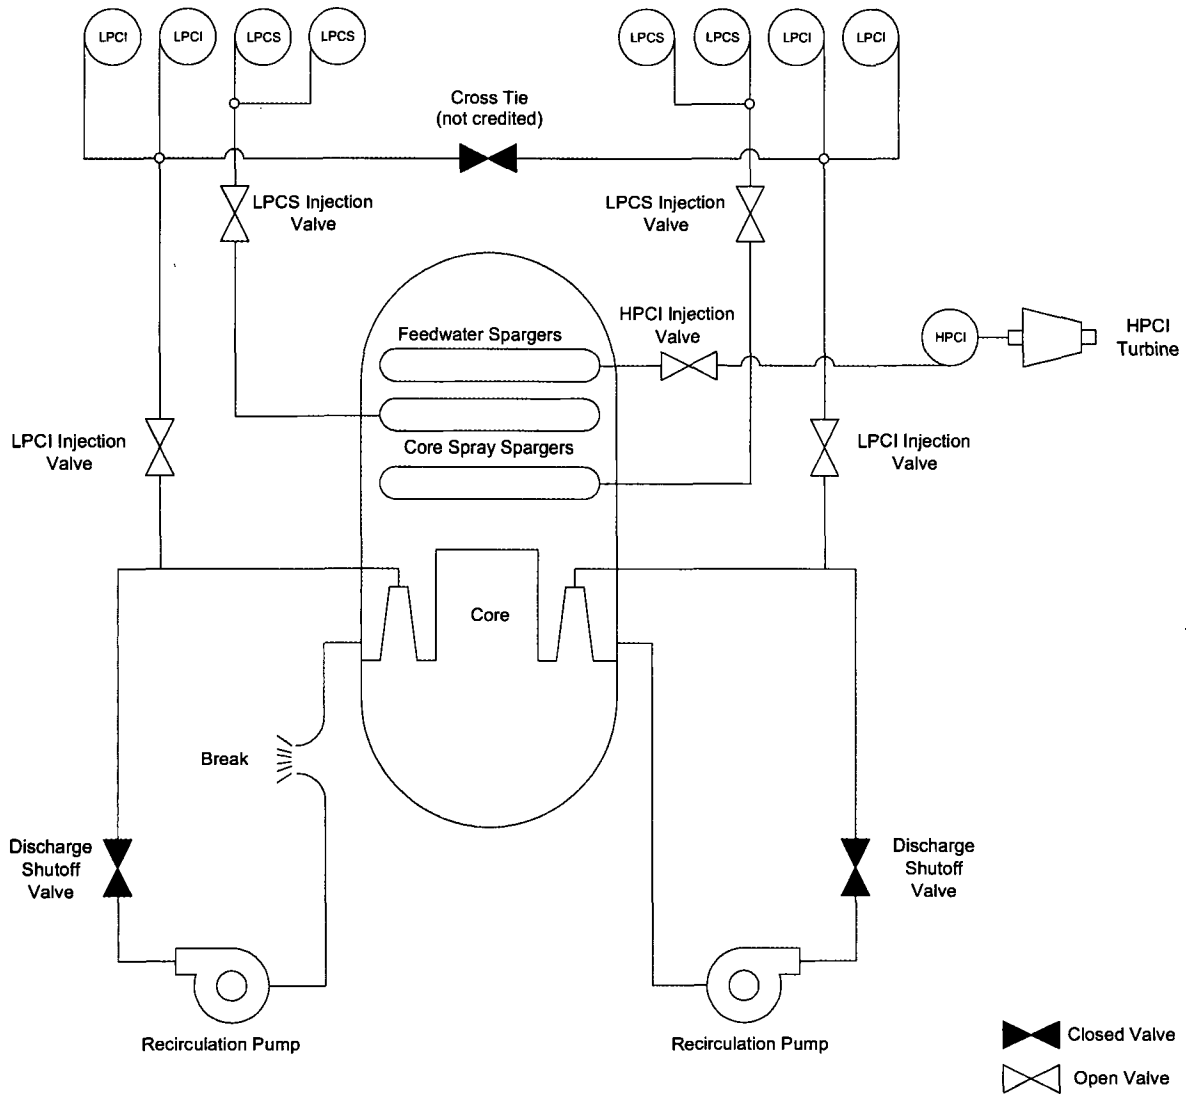 LPCI
LPCI
LPCS
LPCS
LPCS
LPCS
LPCI
LPCI
Cross Tie
(not credited)
LPCS Injection
Valve
LPCS Injection
Valve
HPCI Injection
Valve
HPCI
HPCI
Turbine
Feedwater Spargers
LPCI Injection
Valve
Core Spray Spargers
LPCI Injection
Valve
Core
Break
Discharge
Shutoff
Valve
Discharge
Shutoff
Valve
Recirculation Pump
Recirculation Pump
Closed Valve
Open Valve